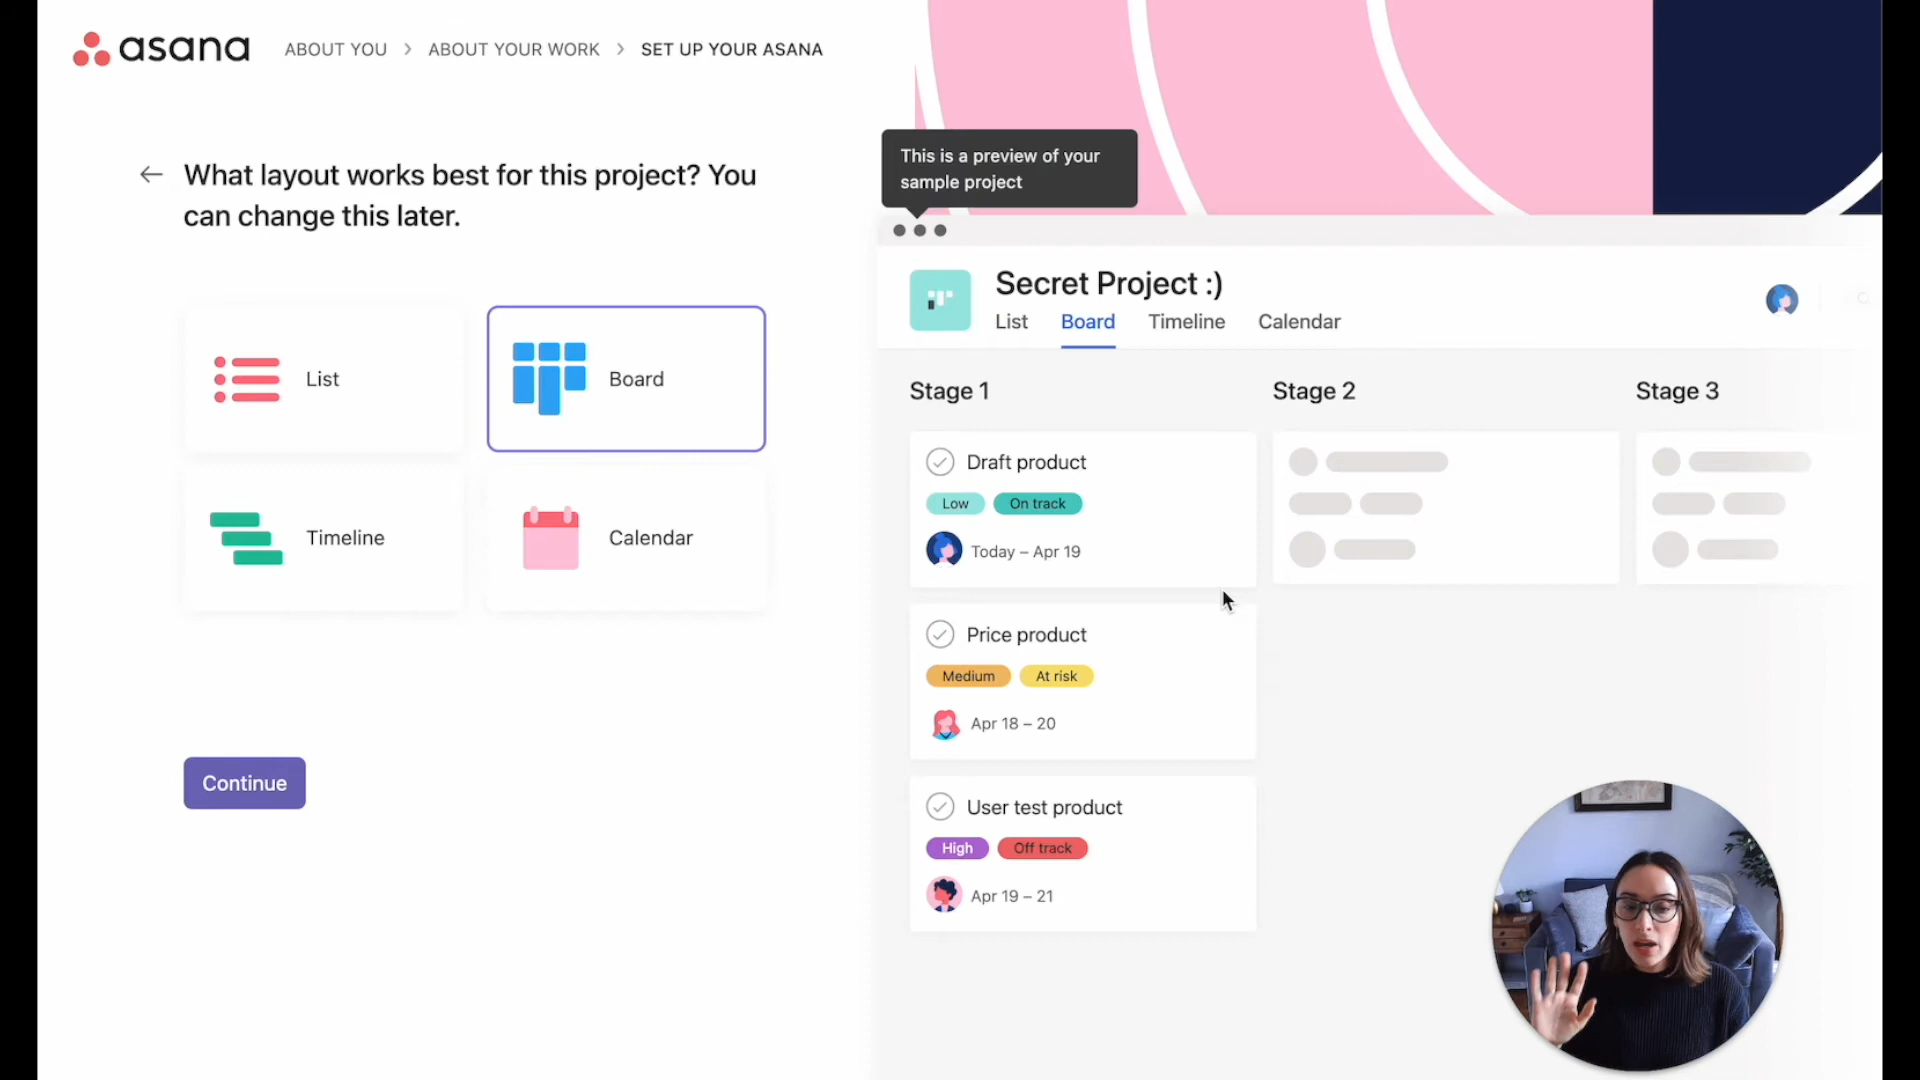 asana
ABOUT YOU > ABOUT YOUR WORK > SET UP YOUR ASANA
What layout works best for this project? You
can change this later.
List
Board
Timeline
Calendar
Continue
This is a preview of your
sample project
Secret Project :)
List Board Timeline Calendar
Stage 1
Draft product
Low On track
Today – Apr 19
Price product
Medium At risk
Apr 18 – 20
User test product
High Off track
Apr 19 – 21
Stage 2
Stage 3